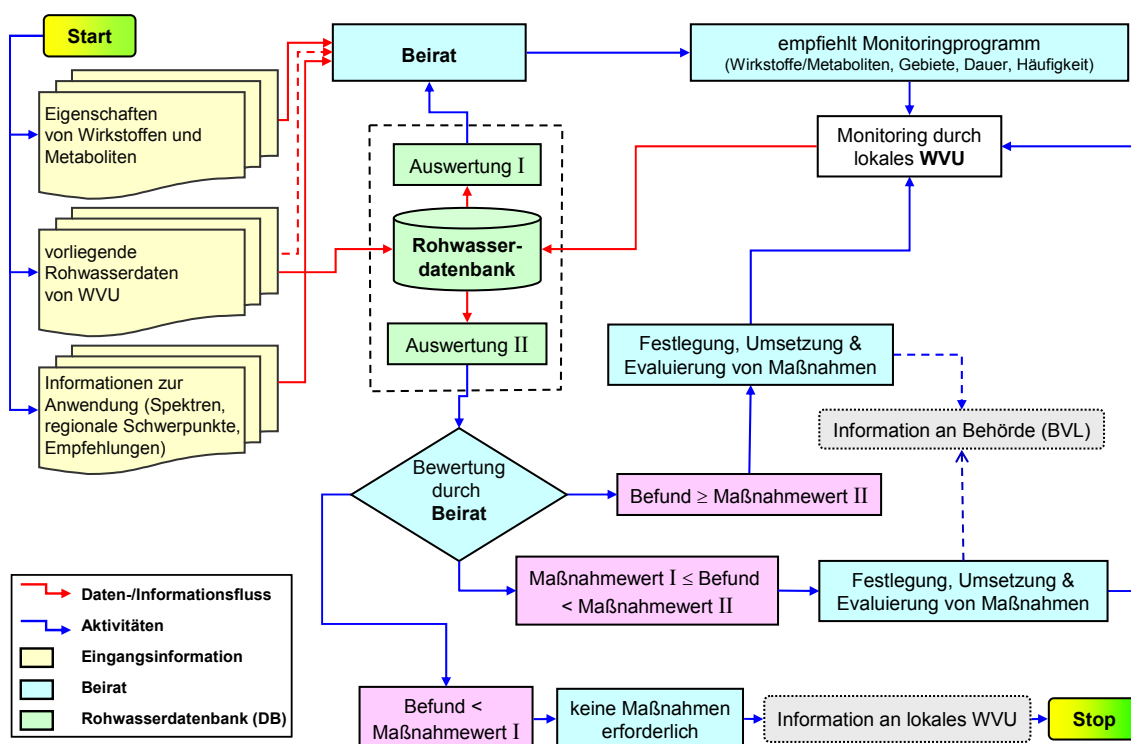 Start
Beirat
empfiehlt Monitoringprogramm
(Wirkstoffe/Metaboliten, Gebiete, Dauer, Häufigkeit)
Eigenschaften
von Wirkstoffen und
Metaboliten
Auswertung I
Monitoring durch
lokales WVU
vorliegende
Rohwasserdaten
von WVU
Rohwasser-
datenbank
Auswertung II
Festlegung, Umsetzung &
Evaluierung von Maßnahmen
Informationen zur
Anwendung (Spektren,
regionale Schwerpunkte,
Empfehlungen)
Information an Behörde (BVL)
Bewertung
durch
Beirat
Befund ≥ Maßnahmewert II
Maßnahmewert I ≤ Befund
< Maßnahmewert II
Festlegung, Umsetzung &
Evaluierung von Maßnahmen
Daten-/Informationsfluss
Aktivitäten
Eingangsinformation
Beirat
Rohwasserdatenbank (DB)
Befund <
Maßnahmewert I
keine Maßnahmen
erforderlich
Information an lokales WVU
Stop